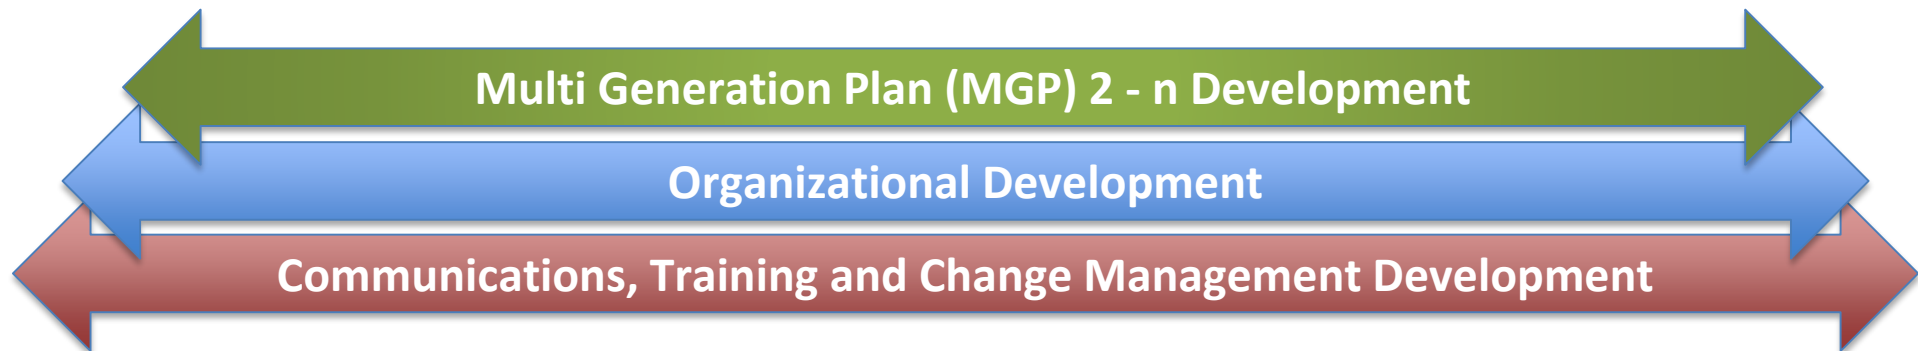 Multi Generation Plan (MGP) 2 - n Development
Organizational Development
Communications, Training and Change Management Development